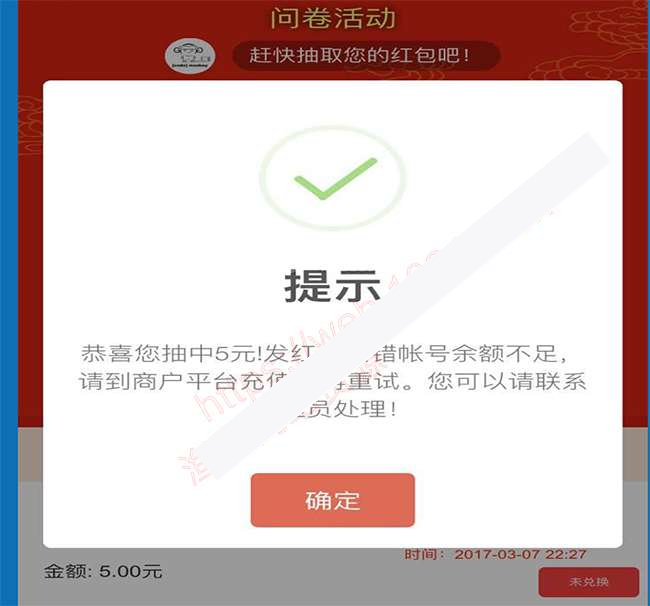 问卷活动
赶快抽取您的红包吧！
提示
恭喜您抽中5元!发红 错帐号余额不足，
请到商户平台充 重试。您可以请联系
员处理！
确定
时间：2017-03-07 22:27
金额: 5.00元
未兑换